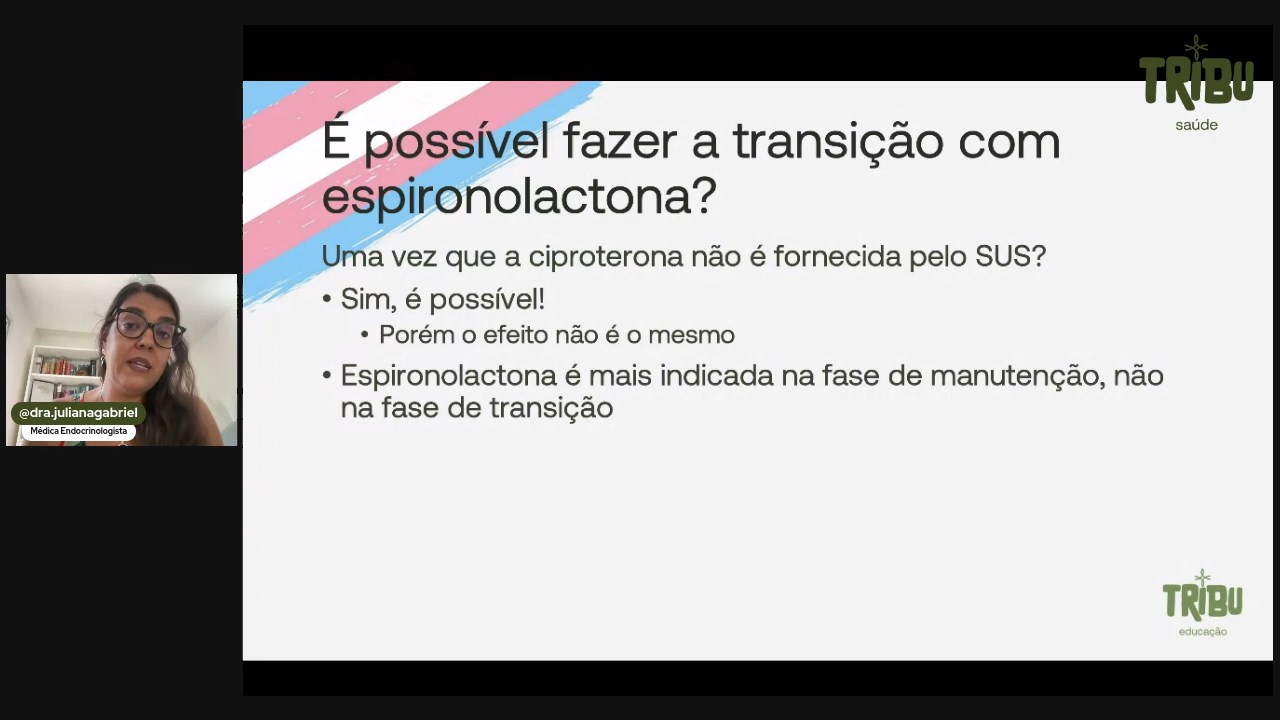 TRIBU
saúde
É possível fazer a transição com
espironolactona?
Uma vez que a ciproterona não é fornecida pelo SUS?
• Sim, é possível!
• Porém o efeito não é o mesmo
• Espironolactona é mais indicada na fase de manutenção, não
na fase de transição
@dra.julianagabriel
Médica Endocrinologista
TRIBU
educação